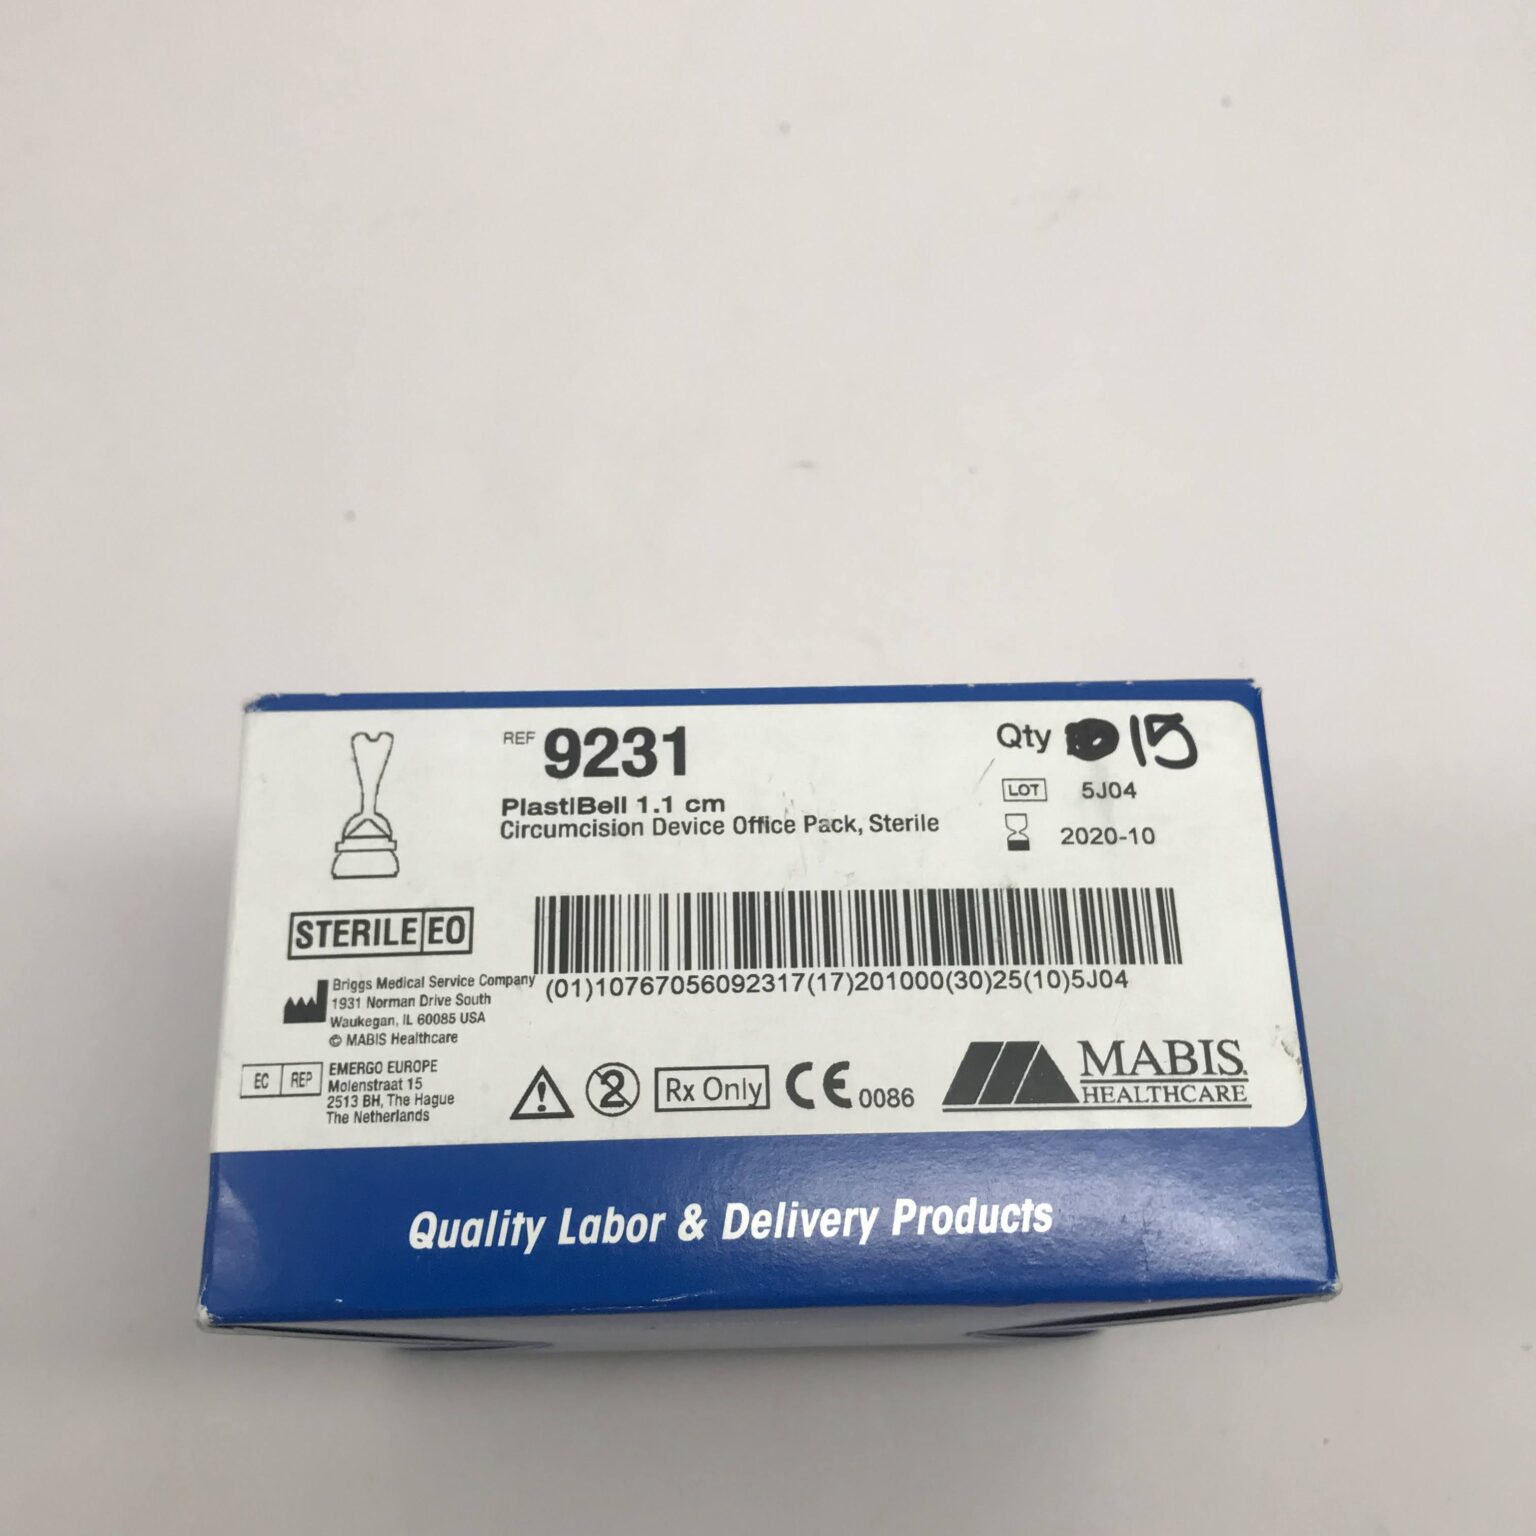 REF 9231
Qty 15
PlastiBell 1.1 cm
Circumcision Device Office Pack, Sterile
LOT 5J04
2020-10
STERILE EO
(01)10767056092317(17)201000(30)25(10)5J04
Briggs Medical Service Company
1931 Norman Drive South
Waukegan, IL 60085 USA
© MABIS Healthcare
EC REP
EMERGO EUROPE
Molenstraat 15
2513 BH, The Hague
The Netherlands
2
Rx Only
CE 0086
MABIS.
HEALTHCARE
Quality Labor & Delivery Products